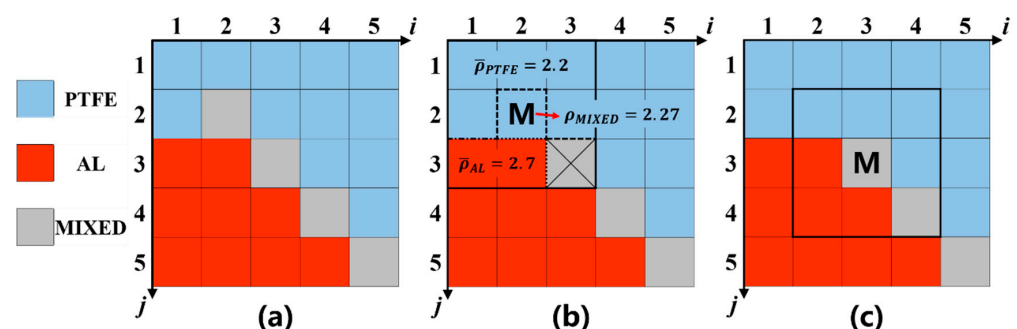 1 2 3 4 5 i
1
2
3
4
5
j
PTFE
AL
MIXED
(a)
1 2 3 4 5 i
1
2
3
4
5
j
ρ̅PTFE = 2.2
M
ρMIXED = 2.27
ρ̅AL = 2.7
(b)
1 2 3 4 5 i
1
2
3
4
5
j
M
(c)